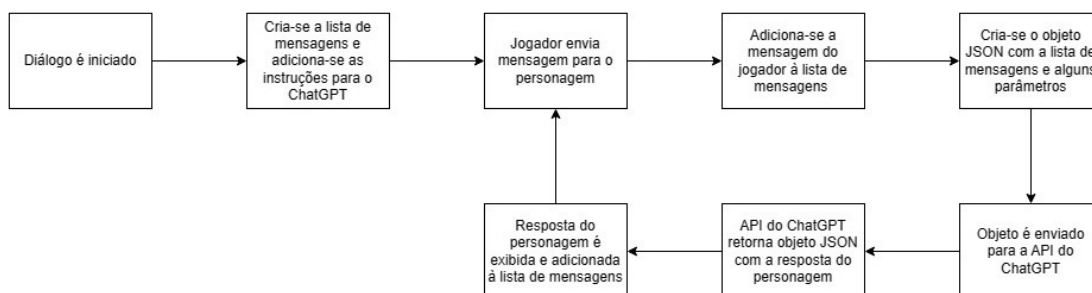 Diálogo é iniciado
Cria-se a lista de
mensagens e
adiciona-se as
instruções para o
ChatGPT
Jogador envia
mensagem para o
personagem
Adiciona-se a
mensagem do
jogador à lista de
mensagens
Cria-se o objeto
JSON com a lista de
mensagens e alguns
parâmetros
Resposta do
personagem é
exibida e adicionada
à lista de mensagens
API do ChatGPT
retorna objeto JSON
com a resposta do
personagem
Objeto é enviado
para a API do
ChatGPT